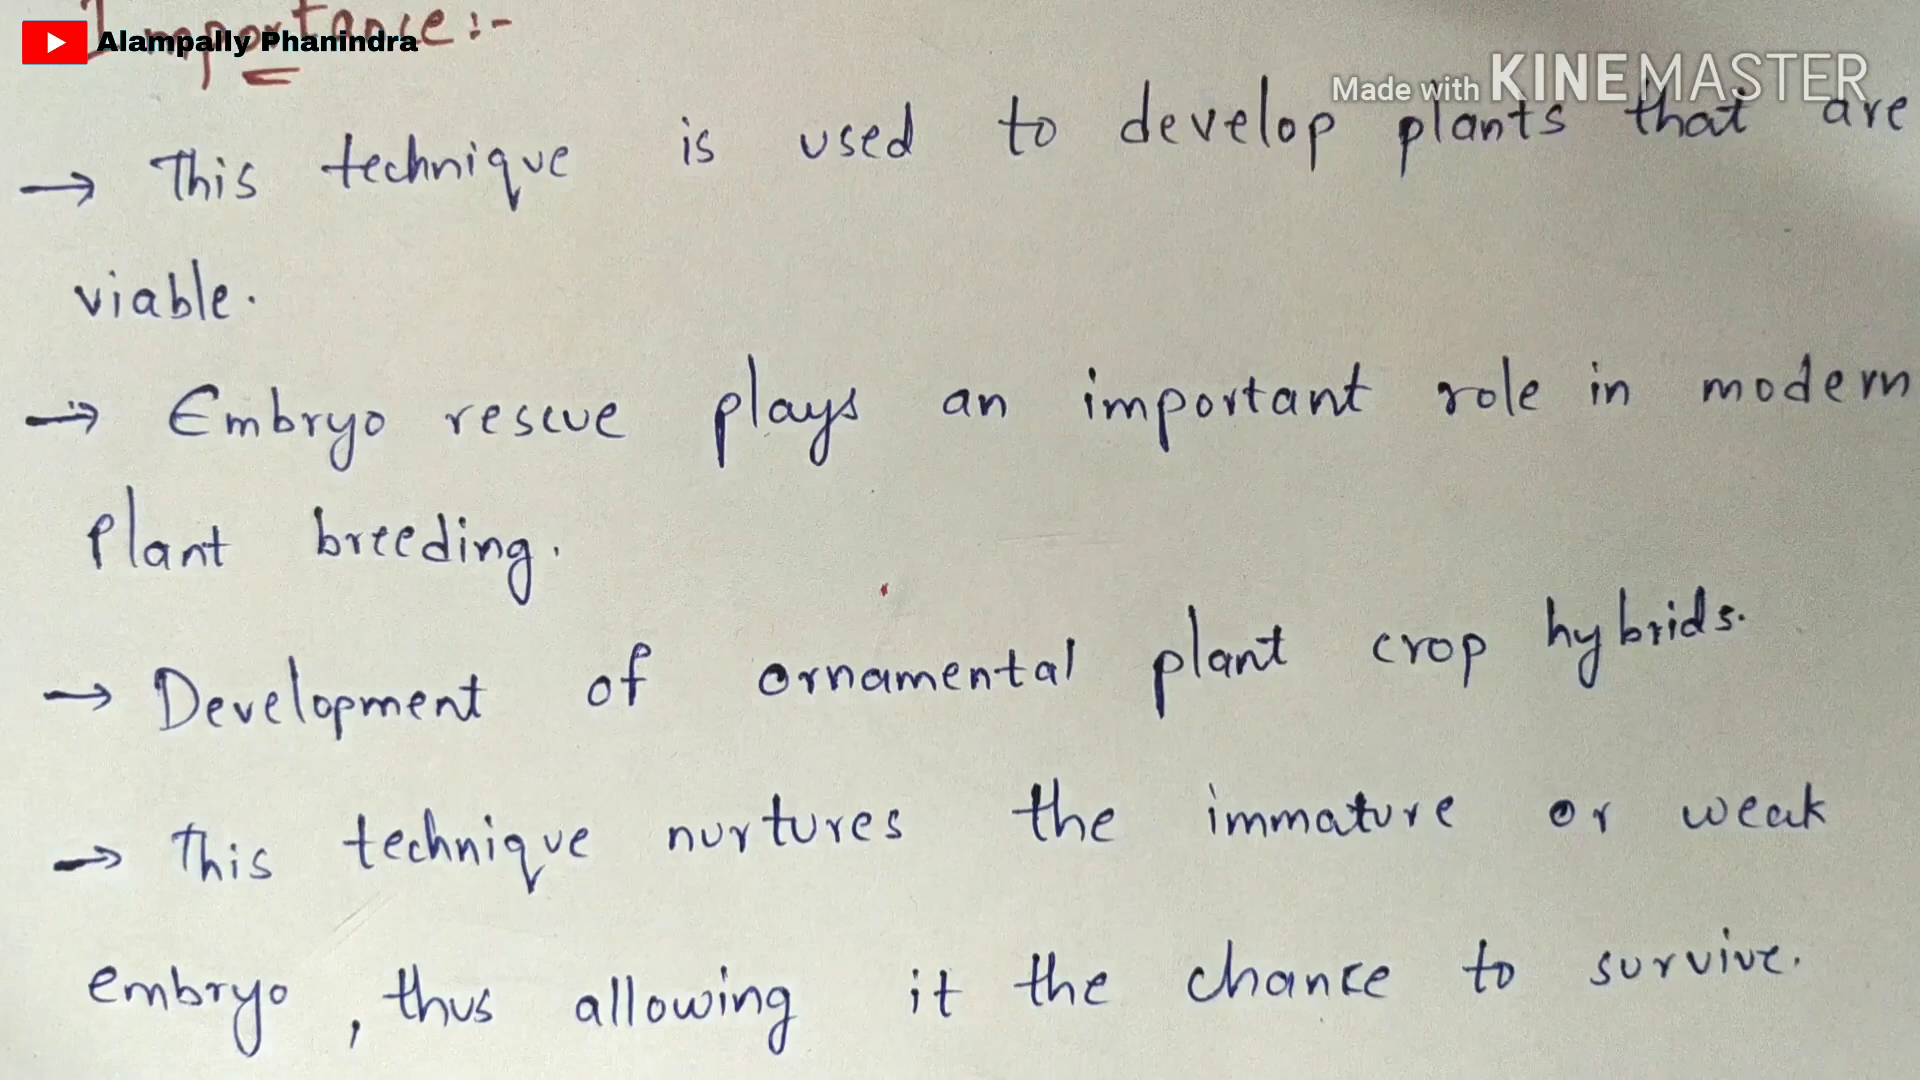 Importance:-
Alampally Phanindra
Made with KINEMASTER
→ This technique is used to develop plants that are
viable.
→ Embryo rescue plays an important role in modern
Plant breeding.
→ Development of ornamental plant crop hybrids.
→ This technique nurtures the immature or weak
embryo, thus allowing it the chance to survive.